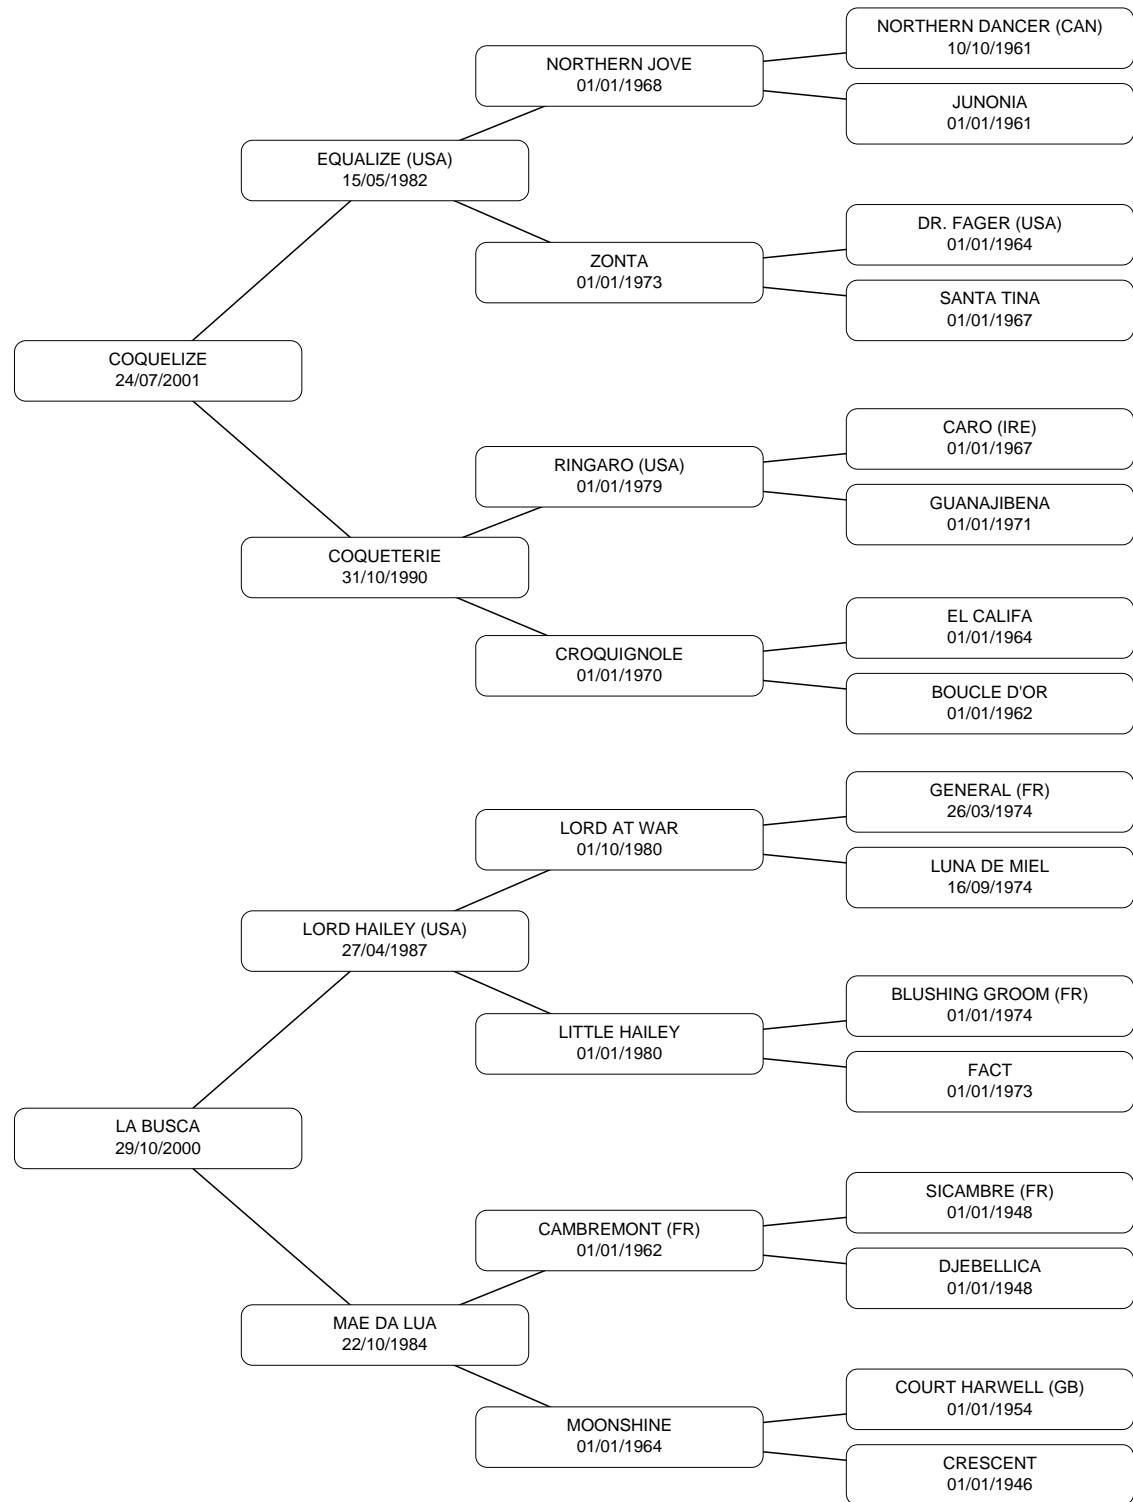 NORTHERN DANCER (CAN)
10/10/1961
NORTHERN JOVE
01/01/1968
JUNONIA
01/01/1961
EQUALIZE (USA)
15/05/1982
DR. FAGER (USA)
01/01/1964
ZONTA
01/01/1973
SANTA TINA
01/01/1967
COQUELIZE
24/07/2001
CARO (IRE)
01/01/1967
RINGARO (USA)
01/01/1979
GUANAJIBENA
01/01/1971
COQUETERIE
31/10/1990
EL CALIFA
01/01/1964
CROQUIGNOLE
01/01/1970
BOUCLE D'OR
01/01/1962
GENERAL (FR)
26/03/1974
LORD AT WAR
01/10/1980
LUNA DE MIEL
16/09/1974
LORD HAILEY (USA)
27/04/1987
BLUSHING GROOM (FR)
01/01/1974
LITTLE HAILEY
01/01/1980
FACT
01/01/1973
LA BUSCA
29/10/2000
SICAMBRE (FR)
01/01/1948
CAMBREMONT (FR)
01/01/1962
DJEBELLICA
01/01/1948
MAE DA LUA
22/10/1984
COURT HARWELL (GB)
01/01/1954
MOONSHINE
01/01/1964
CRESCENT
01/01/1946